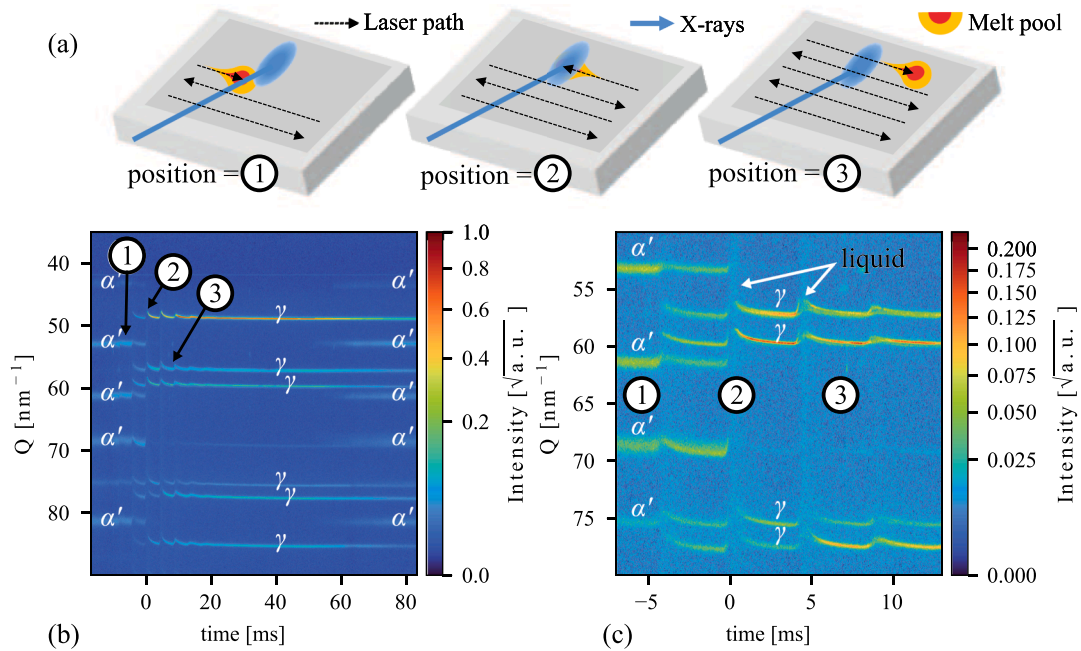 (a)
Laser path
X-rays
Melt pool
position = 1
position = 2
position = 3
40
50
60
70
80
Q [nm⁻¹]
α′
α′
α′
α′
α′
1
2
3
γ
γ
γ
γ
γ
γ
α′
α′
α′
α′
α′
0
20
40
60
80
time [ms]
(b)
1.0
0.8
0.6
0.4
0.2
0.0
Intensity [√a.u.]
55
60
65
70
75
Q [nm⁻¹]
α′
α′
α′
α′
liquid
γ
γ
1
2
3
γ
γ
−5
0
5
10
time [ms]
(c)
0.200
0.175
0.150
0.125
0.100
0.075
0.050
0.025
0.000
Intensity [√a.u.]